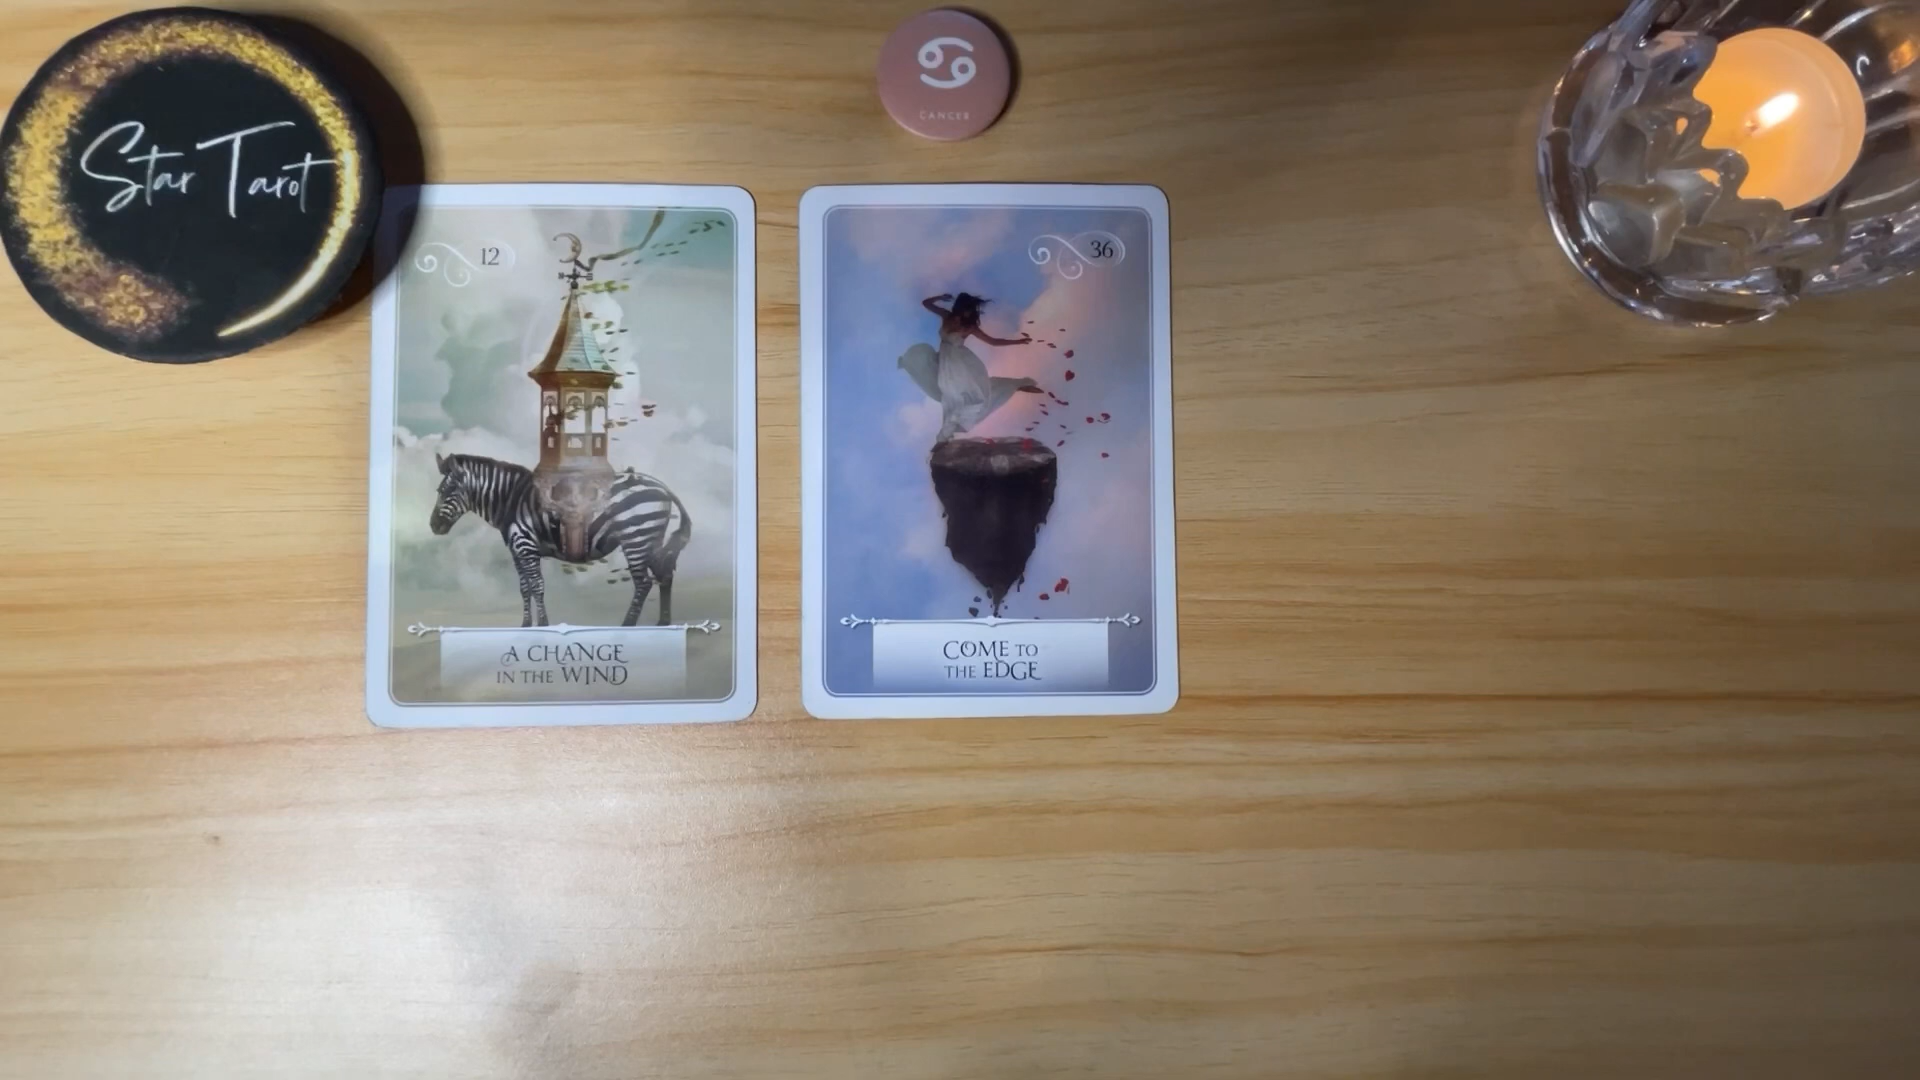 Star Tarot
CANCER
12
A CHANGE
IN THE WIND
36
COME TO
THE EDGE